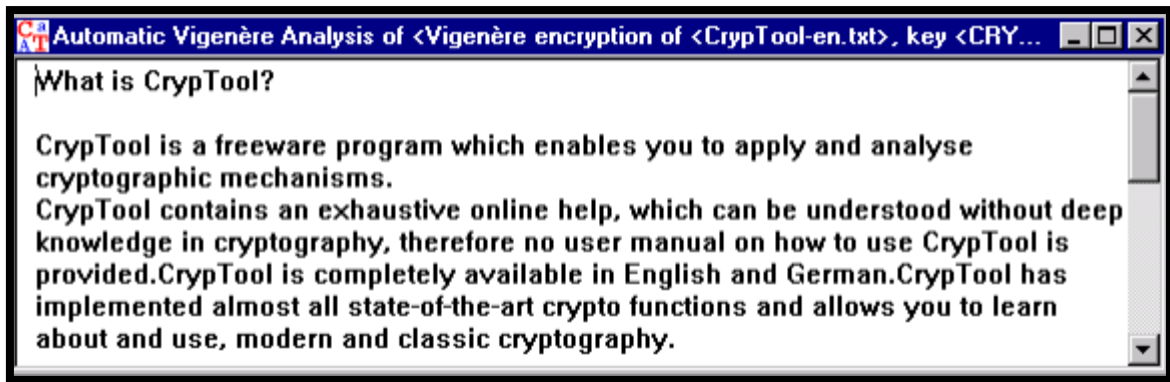 Automatic Vigenère Analysis of <Vigenère encryption of <CrypTool-en.txt>, key <CRY...
What is CrypTool?
CrypTool is a freeware program which enables you to apply and analyse
cryptographic mechanisms.
CrypTool contains an exhaustive online help, which can be understood without deep
knowledge in cryptography, therefore no user manual on how to use CrypTool is
provided.CrypTool is completely available in English and German.CrypTool has
implemented almost all state-of-the-art crypto functions and allows you to learn
about and use, modern and classic cryptography.